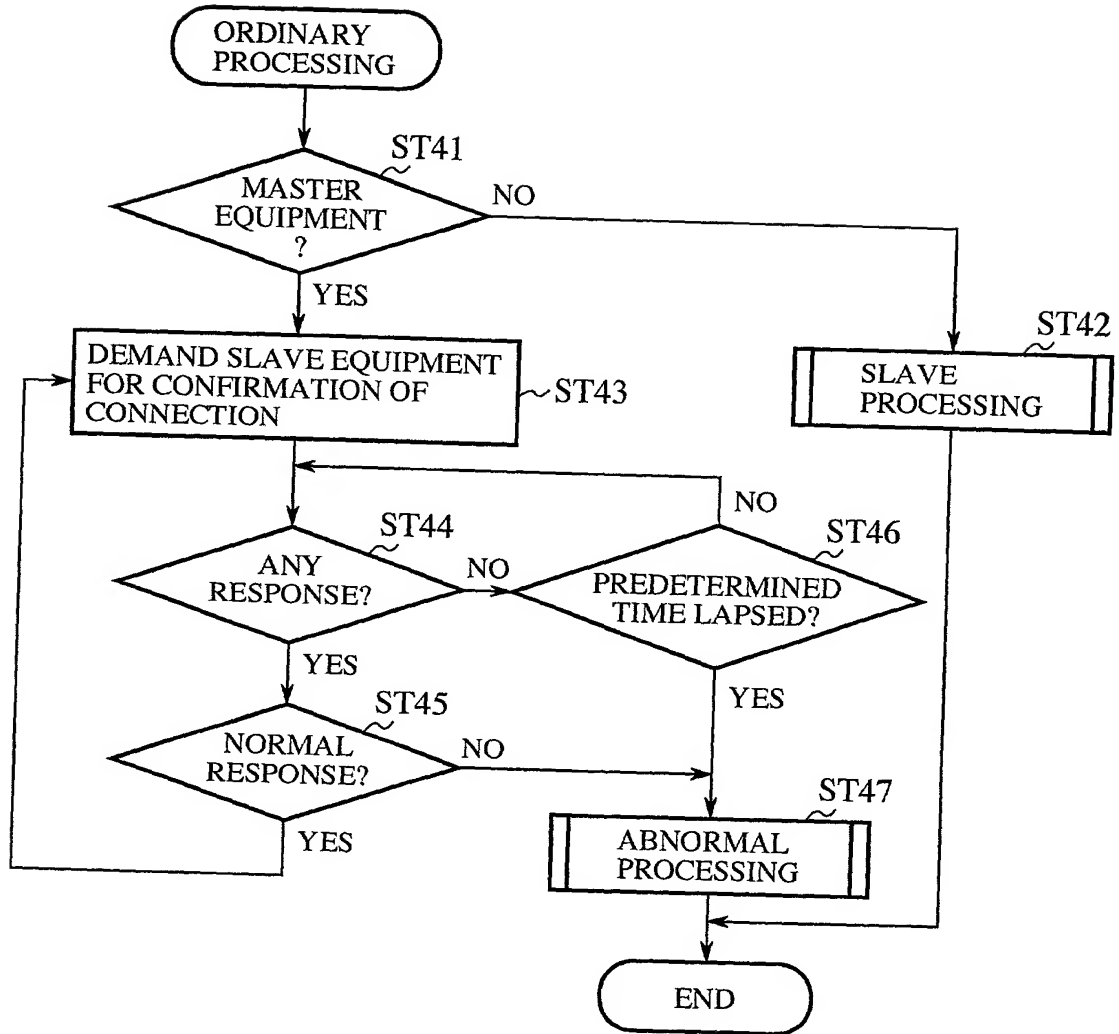 ORDINARY
PROCESSING
ST41
MASTER
EQUIPMENT
?
NO
YES
ST42
SLAVE
PROCESSING
DEMAND SLAVE EQUIPMENT
FOR CONFIRMATION OF
CONNECTION
ST43
NO
ST44
ANY
RESPONSE?
NO
ST46
PREDETERMINED
TIME LAPSED?
YES
YES
ST45
NORMAL
RESPONSE?
NO
YES
ST47
ABNORMAL
PROCESSING
END